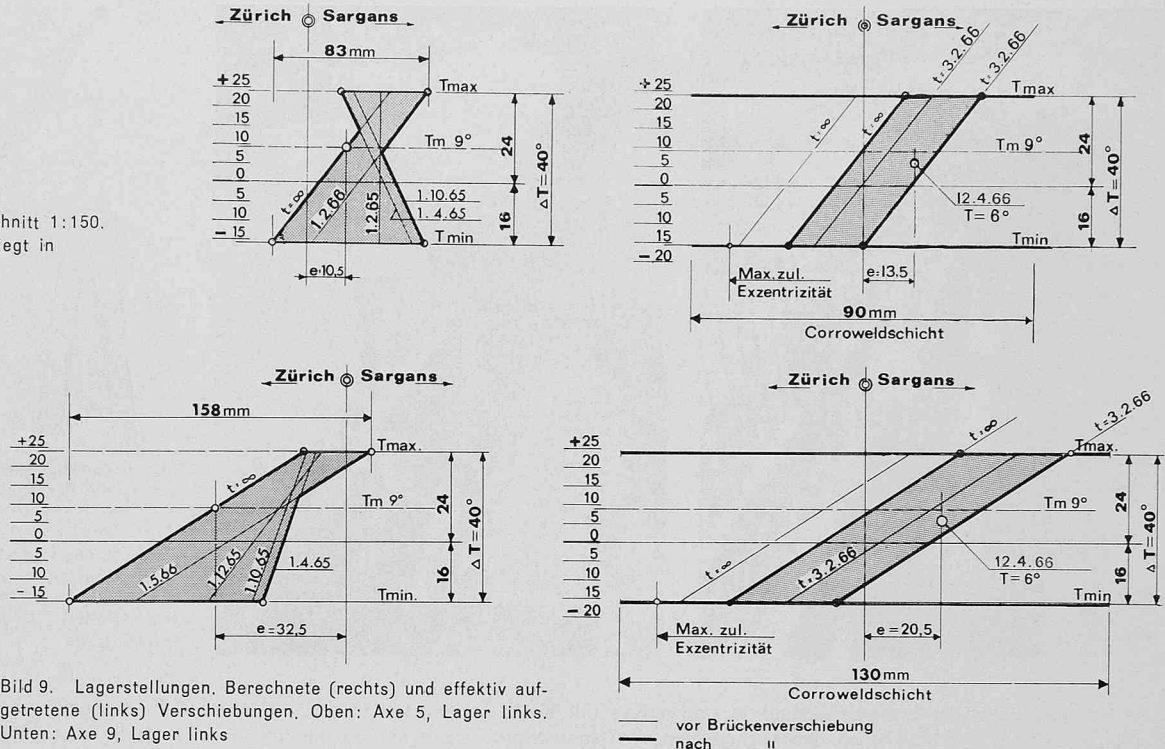 Zürich Sargans
83mm
+25
20
15
10
5
0
5
10
-15
Tmax
Tm 9°
Tmin
24
16
ΔT=40°
t=∞
1.2.66
1.2.65
1.10.65
1.4.65
e=10,5
hnitt 1:150.
egt in
Zürich Sargans
t=3.2.66
t=3.2.66
t=∞
t=∞
+25
20
15
10
5
0
5
10
15
-20
Tmax
Tm 9°
Tmin
24
16
ΔT=40°
12.4.66
T=6°
Max.zul.
Exzentrizität
e=13,5
90mm
Corroweldschicht
Zürich Sargans
158mm
+25
20
15
10
5
0
5
10
-15
Tmax.
Tm 9°
Tmin.
24
16
ΔT=40°
t=∞
1.5.66
1.12.65
1.10.65
1.4.65
e=32,5
Zürich Sargans
t=∞
t=3.2.66
t=∞
t=3.2.66
+25
20
15
10
5
0
5
10
15
-20
Tmax.
Tm 9°
Tmin
24
16
ΔT=40°
12.4.66
T=6°
Max. zul.
Exzentrizität
e=20,5
130mm
Corroweldschicht
vor Brückenverschiebung
nach "
Bild 9. Lagerstellungen. Berechnete (rechts) und effektiv auf-
getretene (links) Verschiebungen. Oben: Axe 5, Lager links.
Unten: Axe 9, Lager links